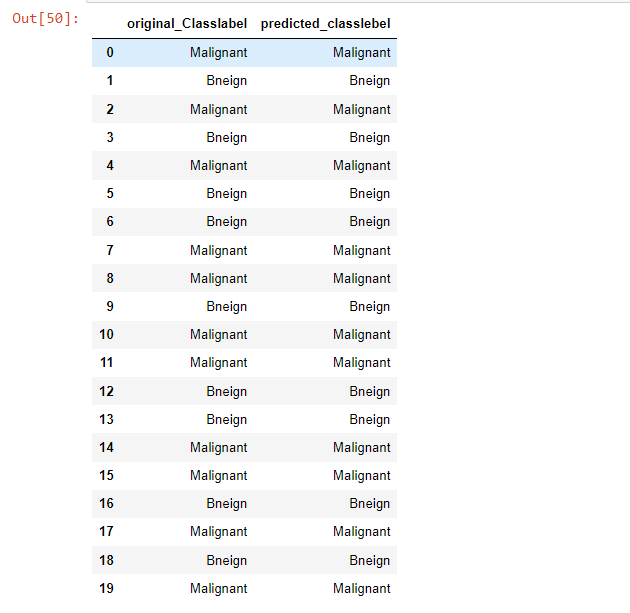 Out[50]:
original_Classlabel predicted_classlebel
0 Malignant Malignant
1 Bneign Bneign
2 Malignant Malignant
3 Bneign Bneign
4 Malignant Malignant
5 Bneign Bneign
6 Bneign Bneign
7 Malignant Malignant
8 Malignant Malignant
9 Bneign Bneign
10 Malignant Malignant
11 Malignant Malignant
12 Bneign Bneign
13 Bneign Bneign
14 Malignant Malignant
15 Malignant Malignant
16 Bneign Bneign
17 Malignant Malignant
18 Bneign Bneign
19 Malignant Malignant